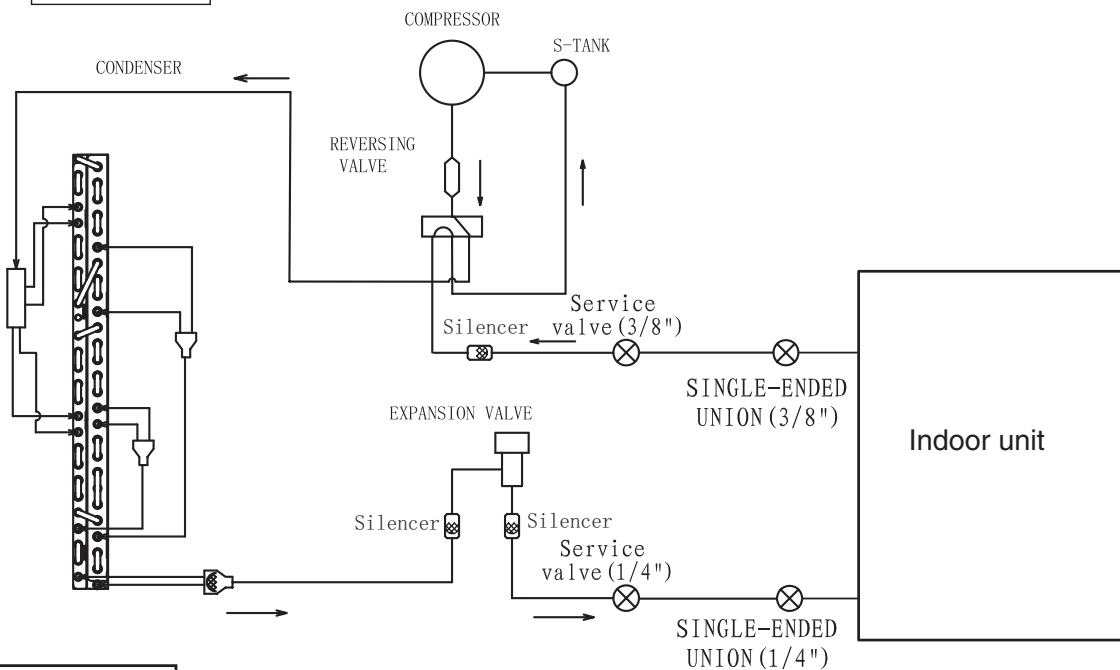 COMPRESSOR
S-TANK
CONDENSER
REVERSING
VALVE
Service
Silencer valve(3/8")
SINGLE-ENDED
UNION(3/8")
Indoor unit
EXPANSION VALVE
Silencer
Silencer
Service
valve(1/4")
SINGLE-ENDED
UNION(1/4")